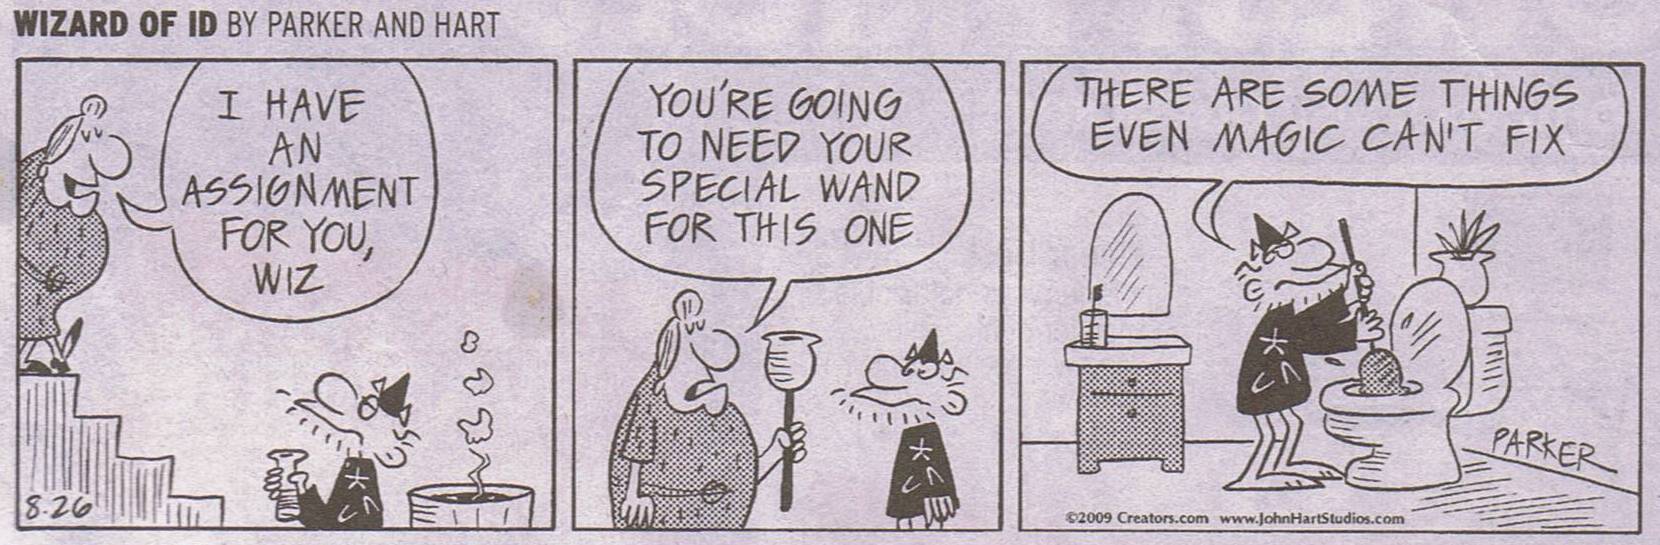 WIZARD OF ID BY PARKER AND HART
I HAVE
AN
ASSIGNMENT
FOR YOU,
WIZ
8.26
YOU'RE GOING
TO NEED YOUR
SPECIAL WAND
FOR THIS ONE
THERE ARE SOME THINGS
EVEN MAGIC CAN'T FIX
PARKER
©2009 Creators.com www.JohnHartStudios.com